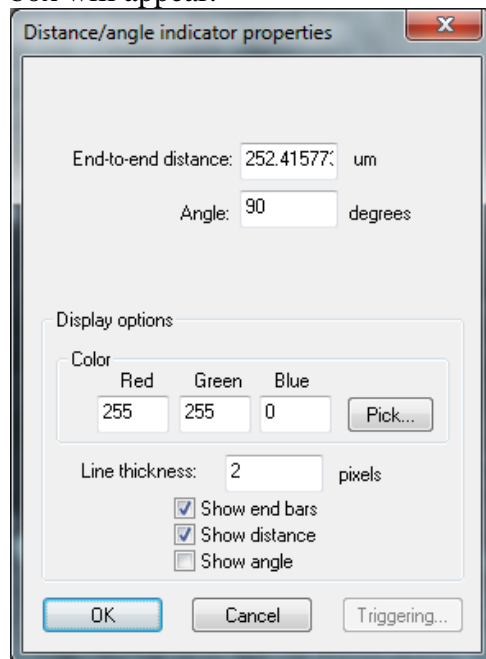 Distance/angle indicator properties
End-to-end distance: 252.415773 um
Angle: 90 degrees
Display options
Color
Red Green Blue
255 255 0 Pick...
Line thickness: 2 pixels
Show end bars
Show distance
Show angle
OK Cancel Triggering...